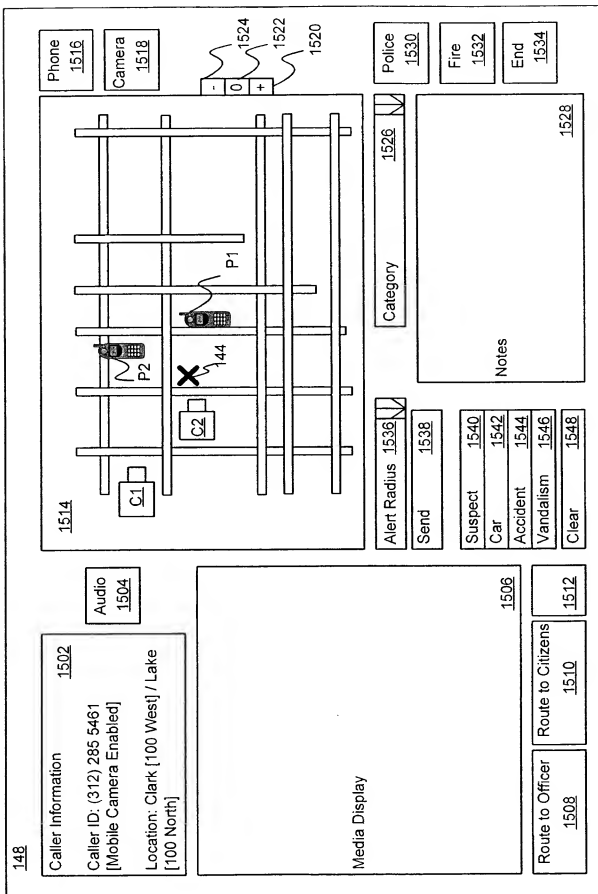 148
Caller Information
1502
Caller ID: (312) 285 5461
[Mobile Camera Enabled]
Location: Clark [100 West] / Lake
[100 North]
Audio
1504
Media Display
1506
Route to Officer
1508
Route to Citizens
1510
1512
1514
C1
C2
P2
144
P1
Phone
1516
Camera
1518
-
0
+
1524
1522
1520
Alert Radius 1536
Send 1538
Suspect 1540
Car 1542
Accident 1544
Vandalism 1546
Clear 1548
Category 1526
Notes
1528
Police
1530
Fire
1532
End
1534